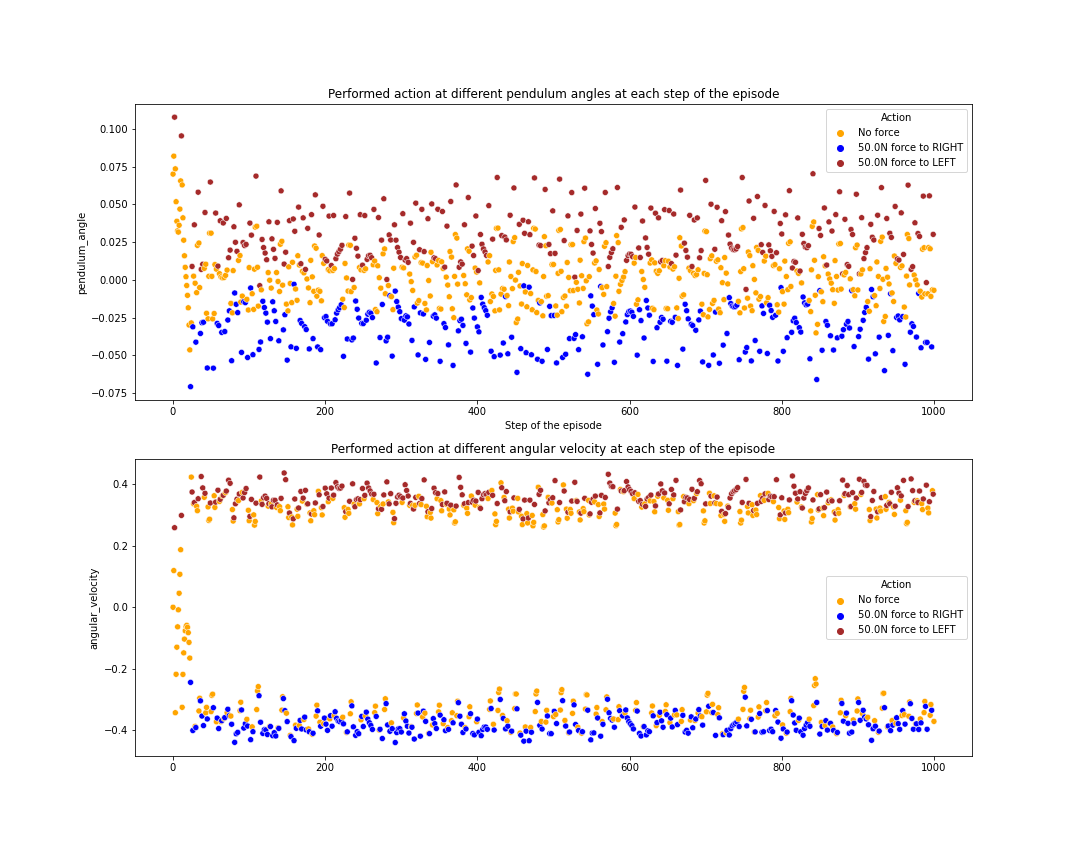 Performed action at different pendulum angles at each step of the episode
pendulum_angle
0.100
0.075
0.050
0.025
0.000
−0.025
−0.050
−0.075
Action
No force
50.0N force to RIGHT
50.0N force to LEFT
0 200 400 600 800 1000
Step of the episode
Performed action at different angular velocity at each step of the episode
angular_velocity
0.4
0.2
0.0
−0.2
−0.4
Action
No force
50.0N force to RIGHT
50.0N force to LEFT
0 200 400 600 800 1000